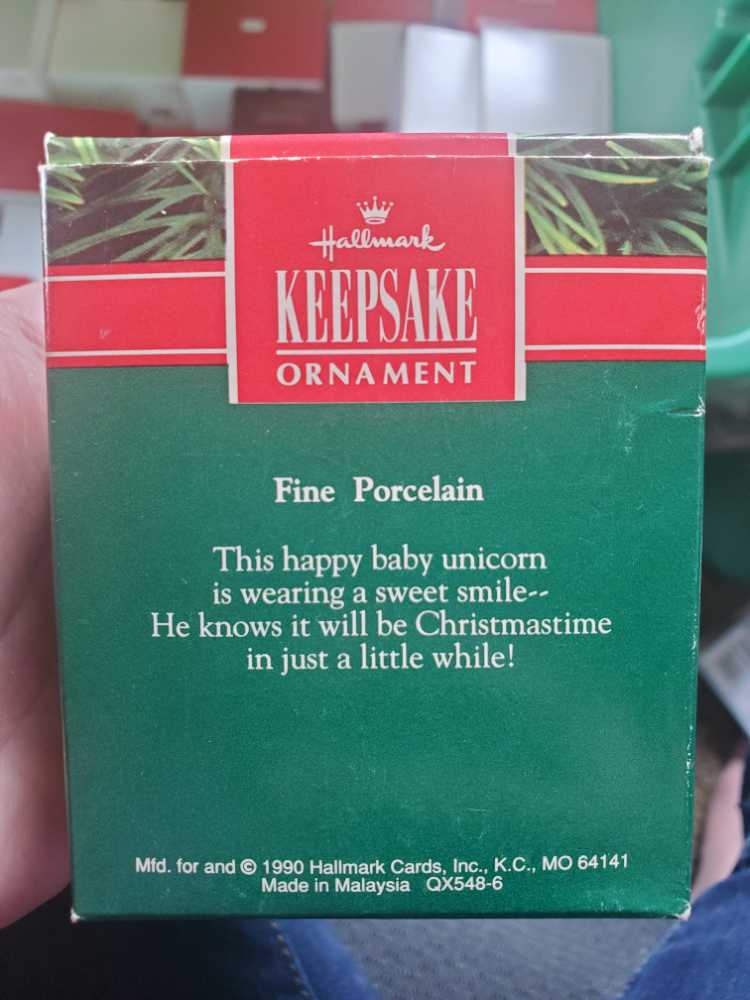 Hallmark
KEEPSAKE
ORNAMENT
Fine Porcelain
This happy baby unicorn
is wearing a sweet smile--
He knows it will be Christmastime
in just a little while!
Mfd. for and © 1990 Hallmark Cards, Inc., K.C., MO 64141
Made in Malaysia QX548-6